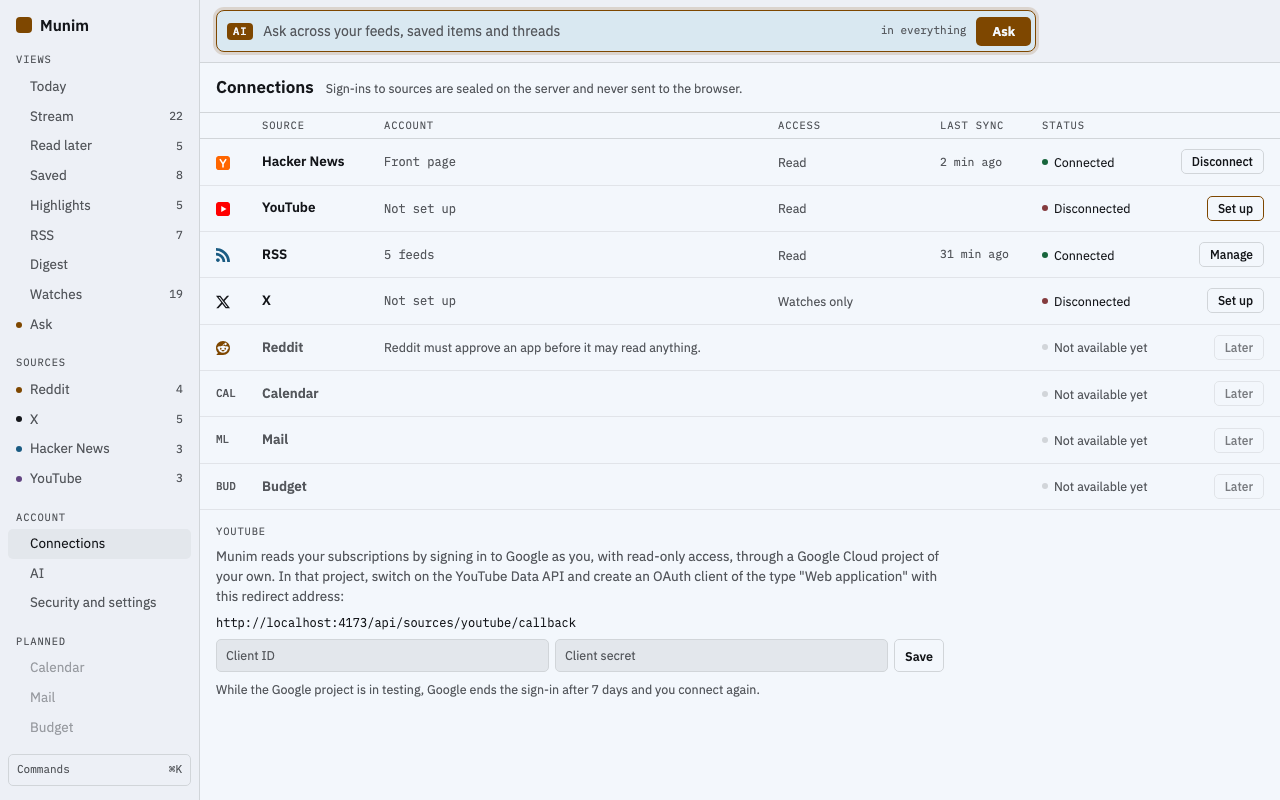 Munim
VIEWS
Today
Stream 22
Read later 5
Saved 8
Highlights 5
RSS 7
Digest
Watches 19
Ask
SOURCES
Reddit 4
X 5
Hacker News 3
YouTube 3
ACCOUNT
Connections
AI
Security and settings
PLANNED
Calendar
Mail
Budget
Commands ⌘K
AI Ask across your feeds, saved items and threads in everything Ask
Connections Sign-ins to sources are sealed on the server and never sent to the browser.
SOURCE ACCOUNT ACCESS LAST SYNC STATUS
Y Hacker News Front page Read 2 min ago Connected Disconnect
YouTube Not set up Read Disconnected Set up
RSS 5 feeds Read 31 min ago Connected Manage
X Not set up Watches only Disconnected Set up
Reddit Reddit must approve an app before it may read anything. Not available yet Later
CAL Calendar Not available yet Later
ML Mail Not available yet Later
BUD Budget Not available yet Later
YOUTUBE
Munim reads your subscriptions by signing in to Google as you, with read-only access, through a Google Cloud project of
your own. In that project, switch on the YouTube Data API and create an OAuth client of the type "Web application" with
this redirect address:
http://localhost:4173/api/sources/youtube/callback
Client ID Client secret Save
While the Google project is in testing, Google ends the sign-in after 7 days and you connect again.